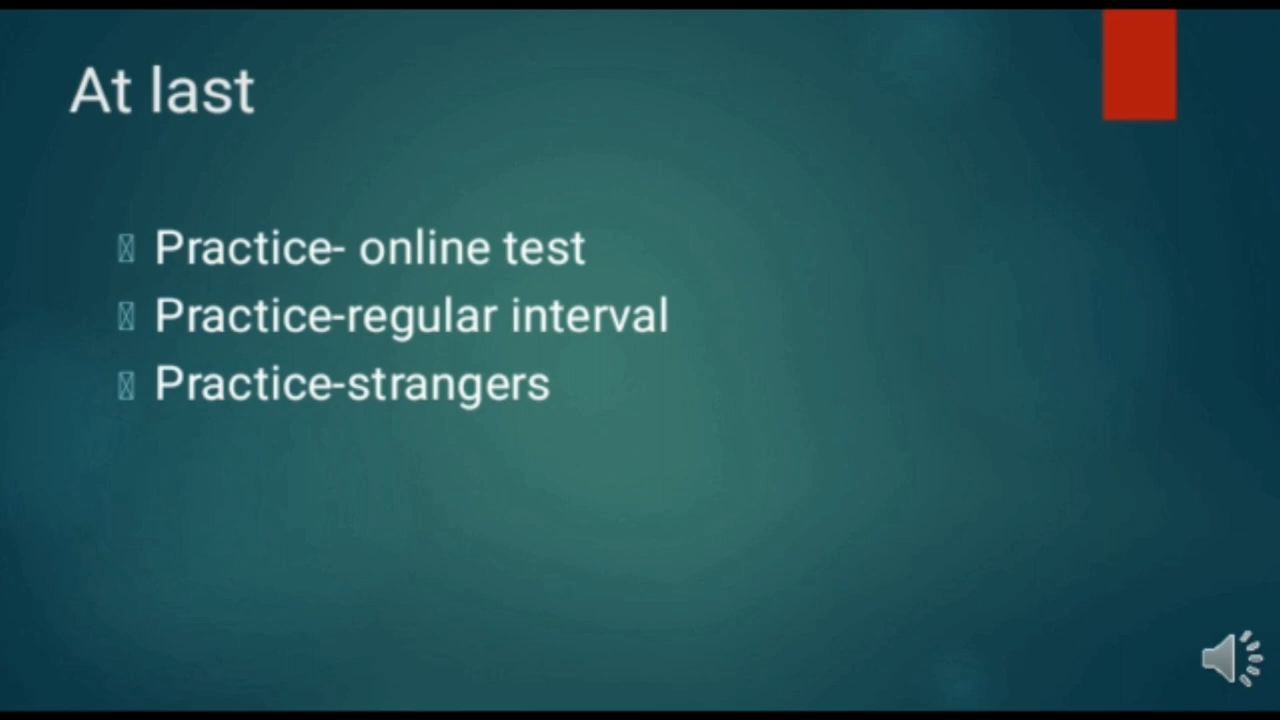 At last
Practice- online test
Practice-regular interval
Practice-strangers